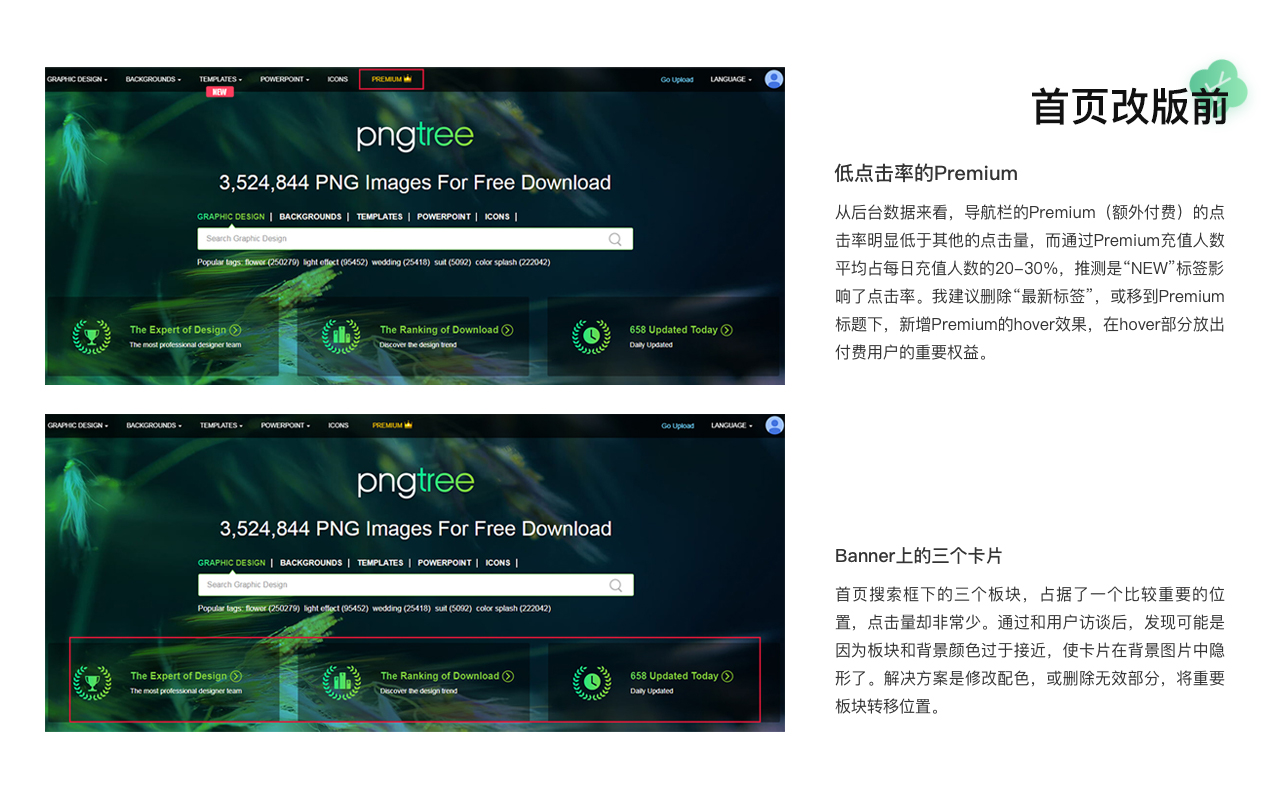 首页改版前
GRAPHIC DESIGN BACKGROUNDS TEMPLATES POWERPOINT ICONS PREMIUM Go Upload LANGUAGE
NEW
pngtree
3,524,844 PNG Images For Free Download
GRAPHIC DESIGN | BACKGROUNDS | TEMPLATES | POWERPOINT | ICONS |
Search Graphic Design
Popular tags: flower (250279) light effect (95452) wedding (25418) suit (5092) color splash (222042)
The Expert of Design The Ranking of Download 658 Updated Today
The most professional designer team Discover the design trend Daily Updated
低点击率的Premium
从后台数据来看，导航栏的Premium（额外付费）的点
击率明显低于其他的点击量，而通过Premium充值人数
平均占每日充值人数的20-30%，推测是“NEW”标签影
响了点击率。我建议删除“最新标签”，或移到Premium
标题下，新增Premium的hover效果，在hover部分放出
付费用户的重要权益。
GRAPHIC DESIGN BACKGROUNDS TEMPLATES POWERPOINT ICONS PREMIUM Go Upload LANGUAGE
pngtree
3,524,844 PNG Images For Free Download
GRAPHIC DESIGN | BACKGROUNDS | TEMPLATES | POWERPOINT | ICONS |
Search Graphic Design
Popular tags: flower (250279) light effect (95452) wedding (25418) suit (5092) color splash (222042)
The Expert of Design The Ranking of Download 658 Updated Today
The most professional designer team Discover the design trend Daily Updated
Banner上的三个卡片
首页搜索框下的三个板块，占据了一个比较重要的位
置，点击量却非常少。通过和用户访谈后，发现可能是
因为板块和背景颜色过于接近，使卡片在背景图片中隐
形了。解决方案是修改配色，或删除无效部分，将重要
板块转移位置。